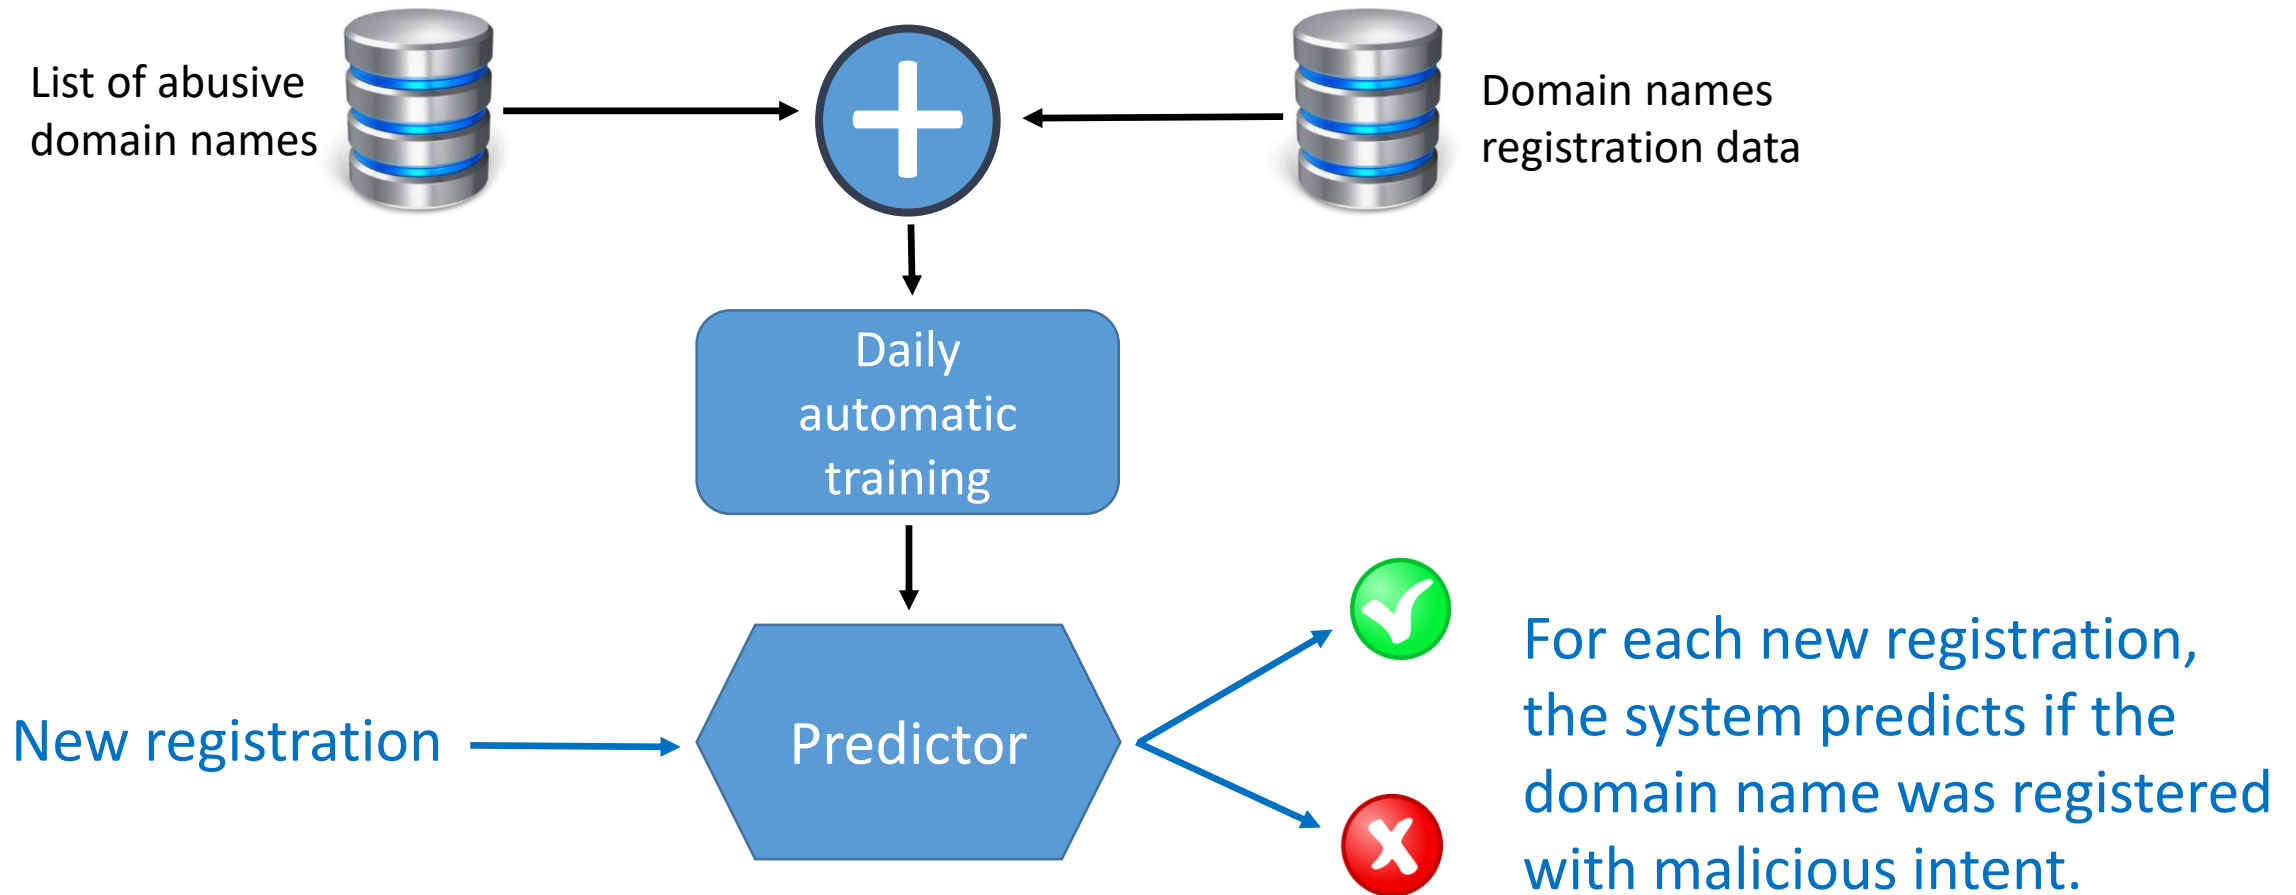 List of abusive
domain names
Domain names
registration data
Daily
automatic
training
New registration
Predictor
For each new registration,
the system predicts if the
domain name was registered
with malicious intent.